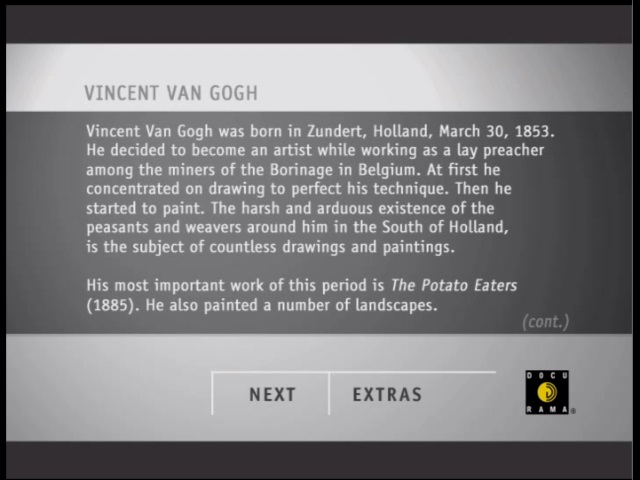 VINCENT VAN GOGH
Vincent Van Gogh was born in Zundert, Holland, March 30, 1853.
He decided to become an artist while working as a lay preacher
among the miners of the Borinage in Belgium. At first he
concentrated on drawing to perfect his technique. Then he
started to paint. The harsh and arduous existence of the
peasants and weavers around him in the South of Holland,
is the subject of countless drawings and paintings.
His most important work of this period is The Potato Eaters
(1885). He also painted a number of landscapes.
(cont.)
NEXT EXTRAS
DOCU
RAMA®